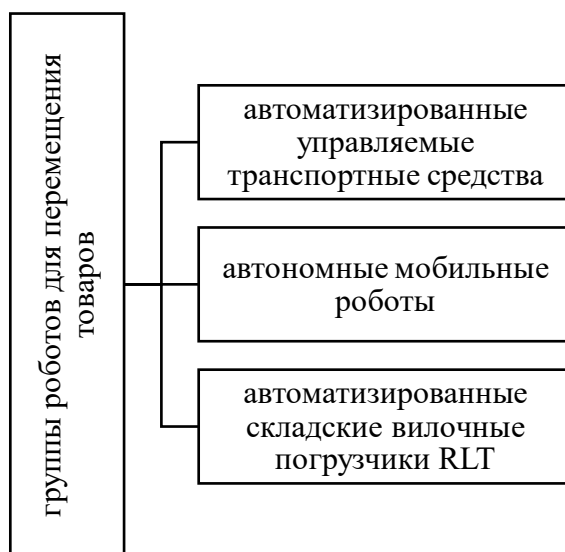 группы роботов для перемещения
товаров
автоматизированные
управляемые
транспортные средства
автономные мобильные
роботы
автоматизированные
складские вилочные
погрузчики RLT